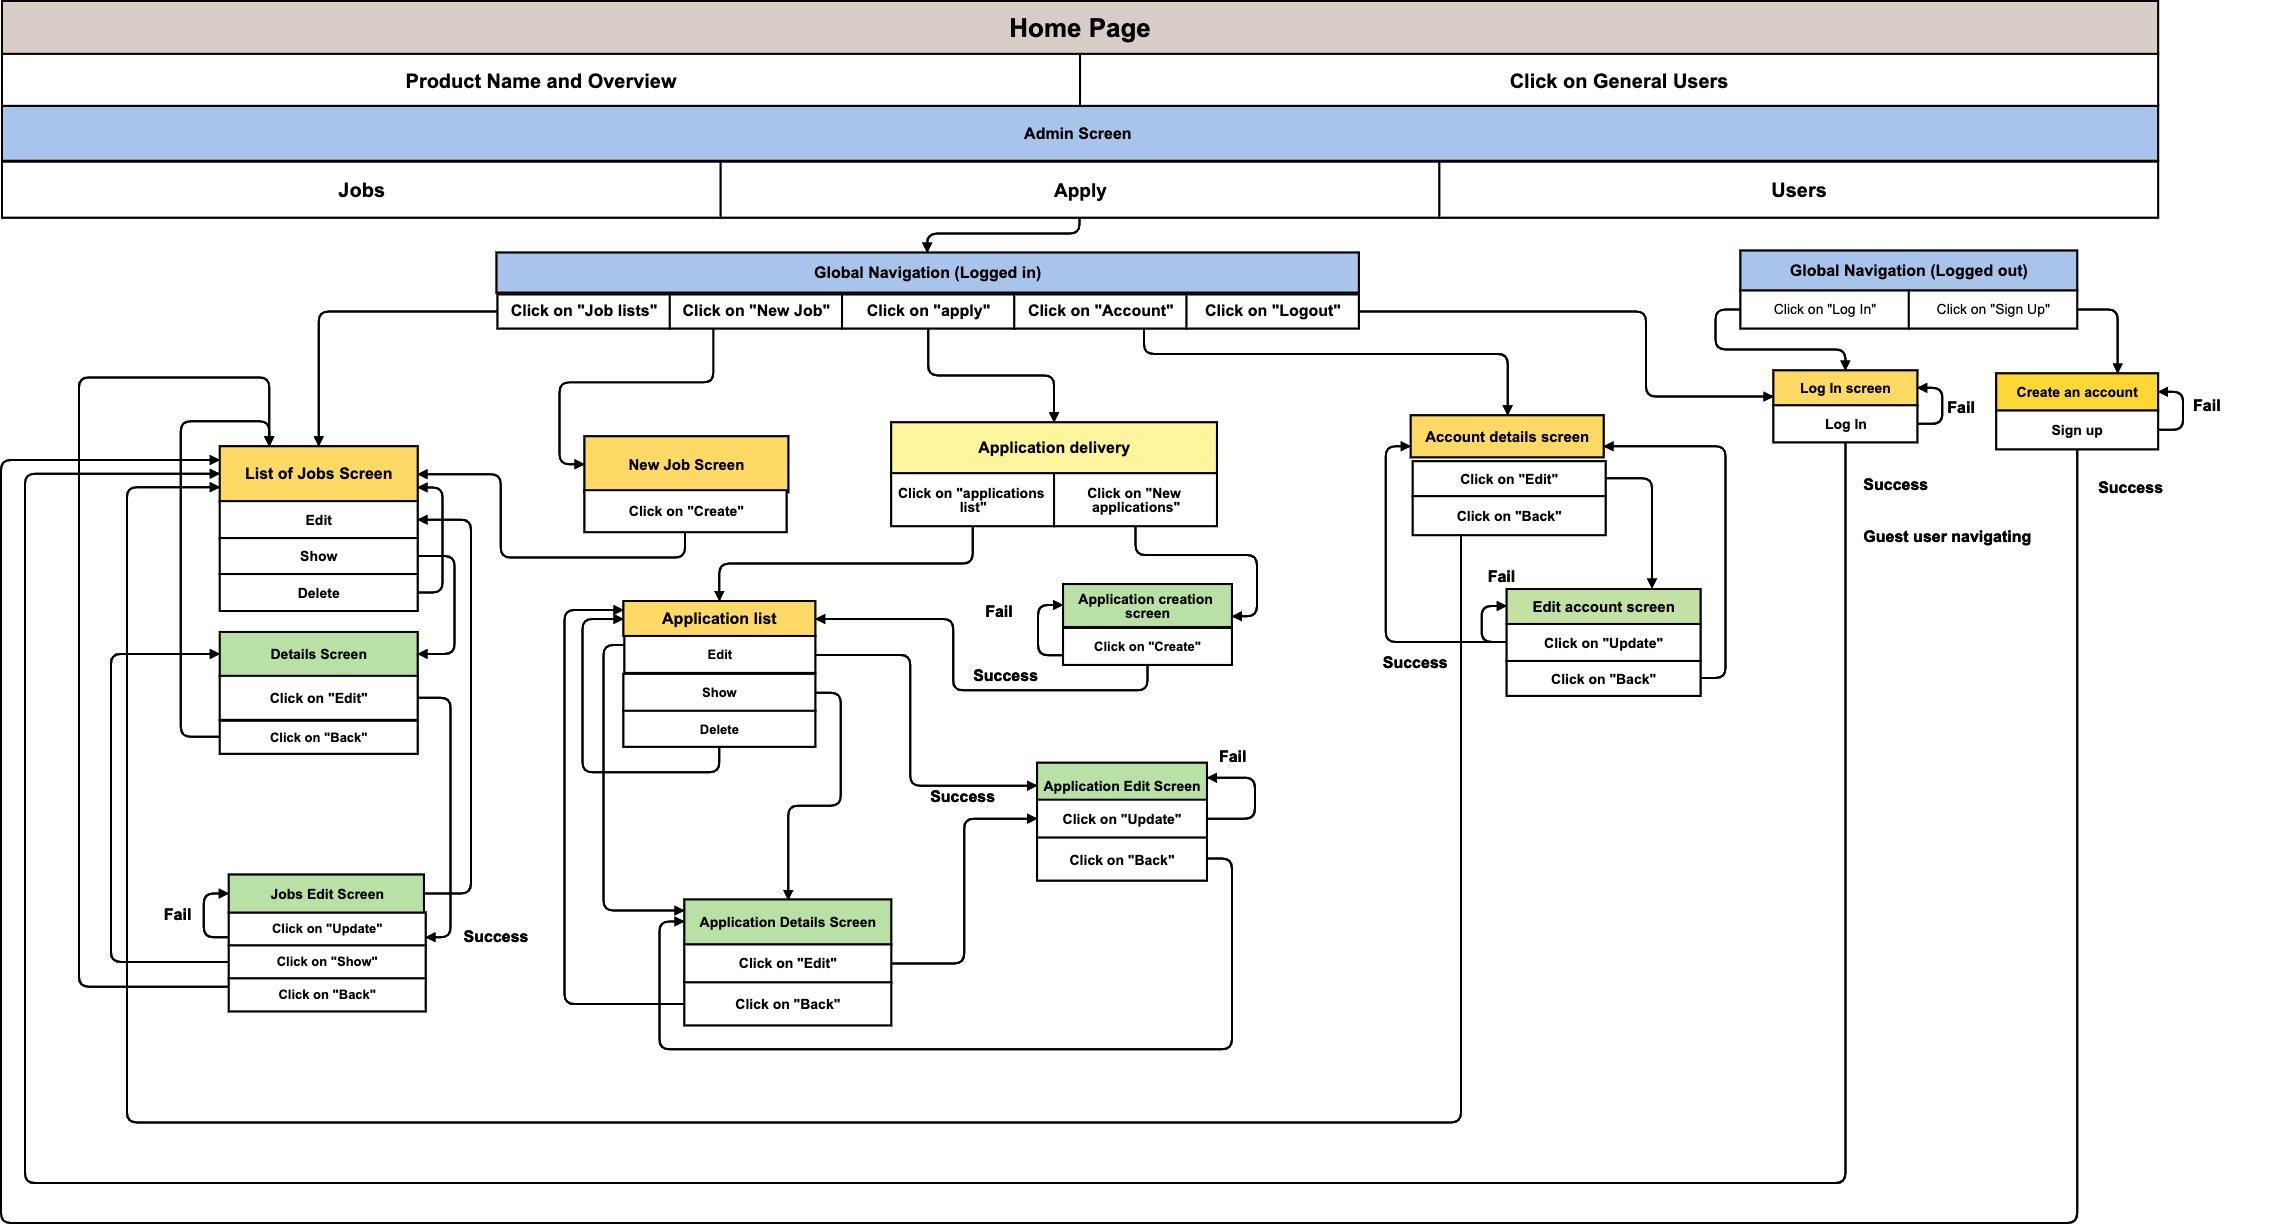 Home Page
Product Name and Overview
Click on General Users
Admin Screen
Jobs
Apply
Users
Global Navigation (Logged in)
Click on "Job lists"
Click on "New Job"
Click on "apply"
Click on "Account"
Click on "Logout"
Global Navigation (Logged out)
Click on "Log In"
Click on "Sign Up"
List of Jobs Screen
Edit
Show
Delete
Details Screen
Click on "Edit"
Click on "Back"
Jobs Edit Screen
Click on "Update"
Click on "Show"
Click on "Back"
Fail
Success
New Job Screen
Click on "Create"
Application delivery
Click on "applications
list"
Click on "New
applications"
Application list
Edit
Show
Delete
Application creation
screen
Click on "Create"
Fail
Success
Application Edit Screen
Click on "Update"
Click on "Back"
Fail
Success
Application Details Screen
Click on "Edit"
Click on "Back"
Account details screen
Click on "Edit"
Click on "Back"
Fail
Edit account screen
Click on "Update"
Click on "Back"
Success
Log In screen
Log In
Fail
Success
Guest user navigating
Create an account
Sign up
Fail
Success